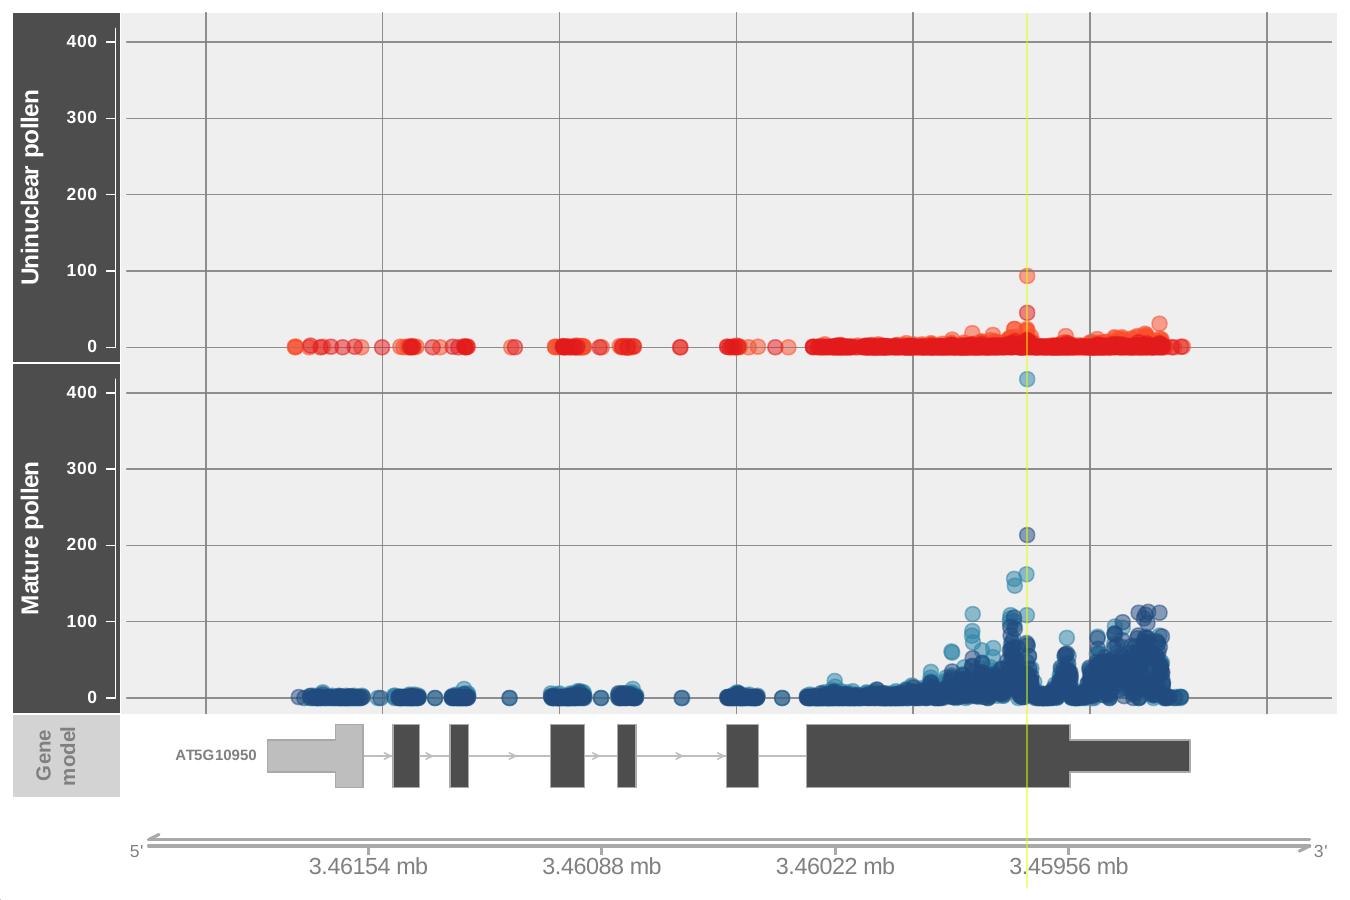 Uninuclear pollen
400
300
200
100
0
Mature pollen
400
300
200
100
0
Gene
model
AT5G10950
5'
3'
3.46154 mb
3.46088 mb
3.46022 mb
3.45956 mb